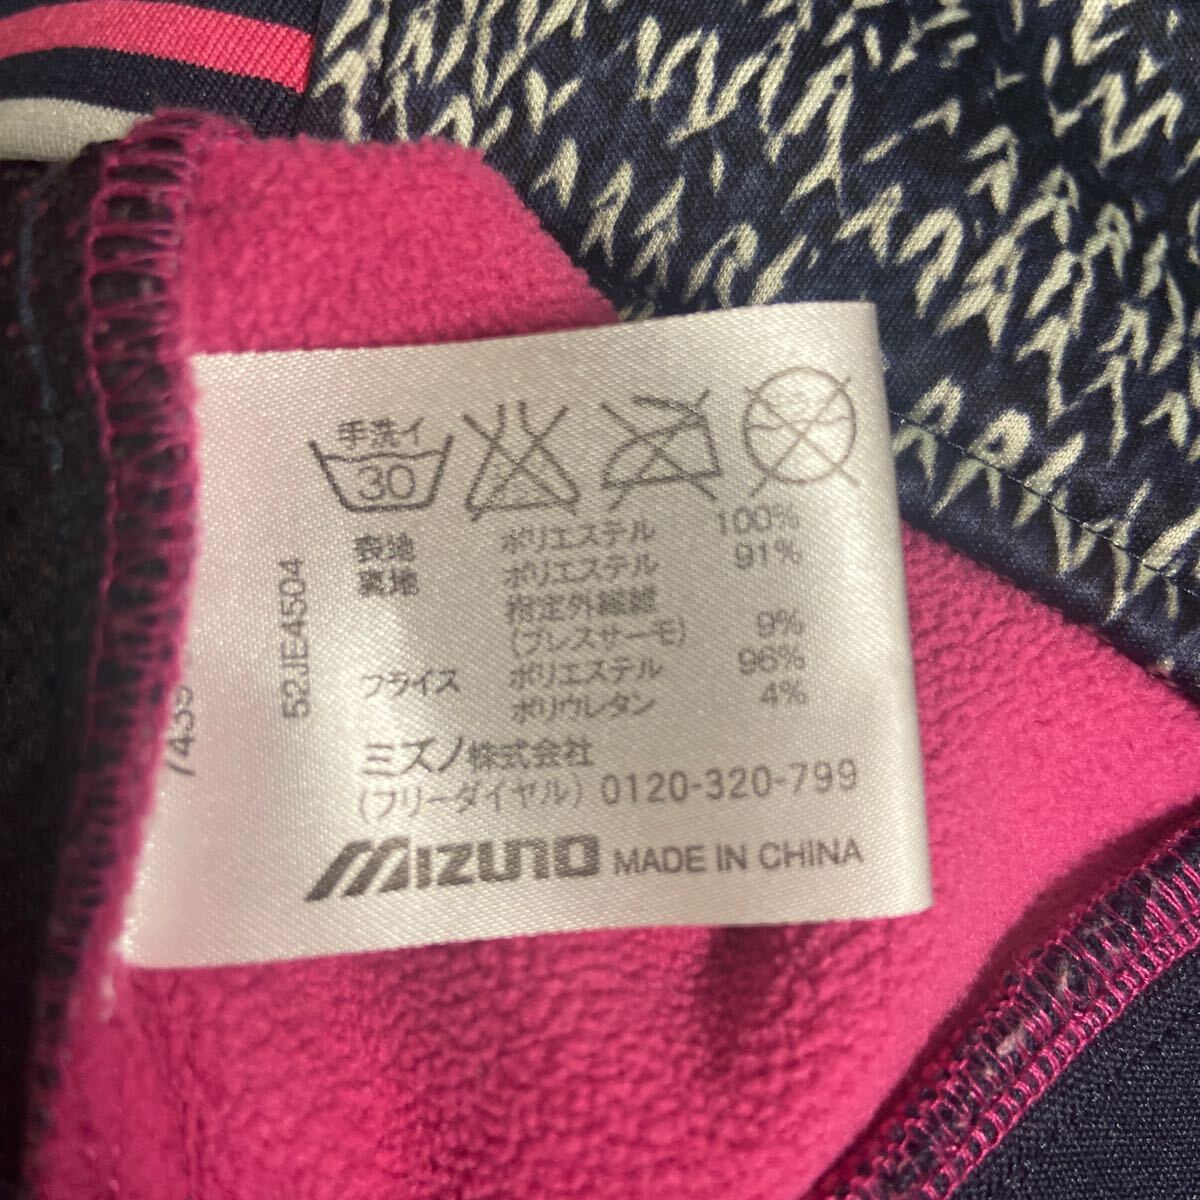 手洗イ
30
表地 ポリエステル 100%
裏地 ポリエステル 91%
指定外繊維
(ブレスサーモ) 9%
フライス ポリエステル 96%
ポリウレタン 4%
ミズノ株式会社
(フリーダイヤル) 0120-320-799
MIZUNO MADE IN CHINA
52JE4504